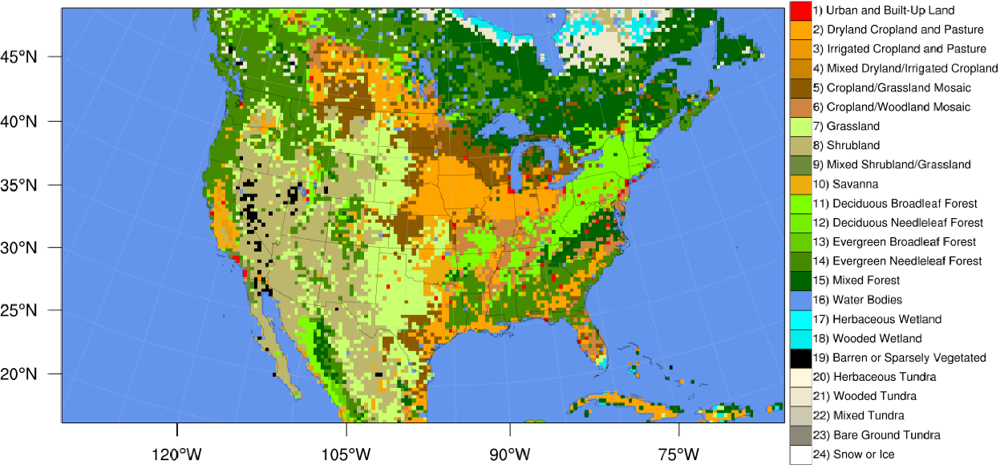 45°N
40°N
35°N
30°N
25°N
20°N
120°W
105°W
90°W
75°W
1) Urban and Built-Up Land
2) Dryland Cropland and Pasture
3) Irrigated Cropland and Pasture
4) Mixed Dryland/Irrigated Cropland
5) Cropland/Grassland Mosaic
6) Cropland/Woodland Mosaic
7) Grassland
8) Shrubland
9) Mixed Shrubland/Grassland
10) Savanna
11) Deciduous Broadleaf Forest
12) Deciduous Needleleaf Forest
13) Evergreen Broadleaf Forest
14) Evergreen Needleleaf Forest
15) Mixed Forest
16) Water Bodies
17) Herbaceous Wetland
18) Wooded Wetland
19) Barren or Sparsely Vegetated
20) Herbaceous Tundra
21) Wooded Tundra
22) Mixed Tundra
23) Bare Ground Tundra
24) Snow or Ice